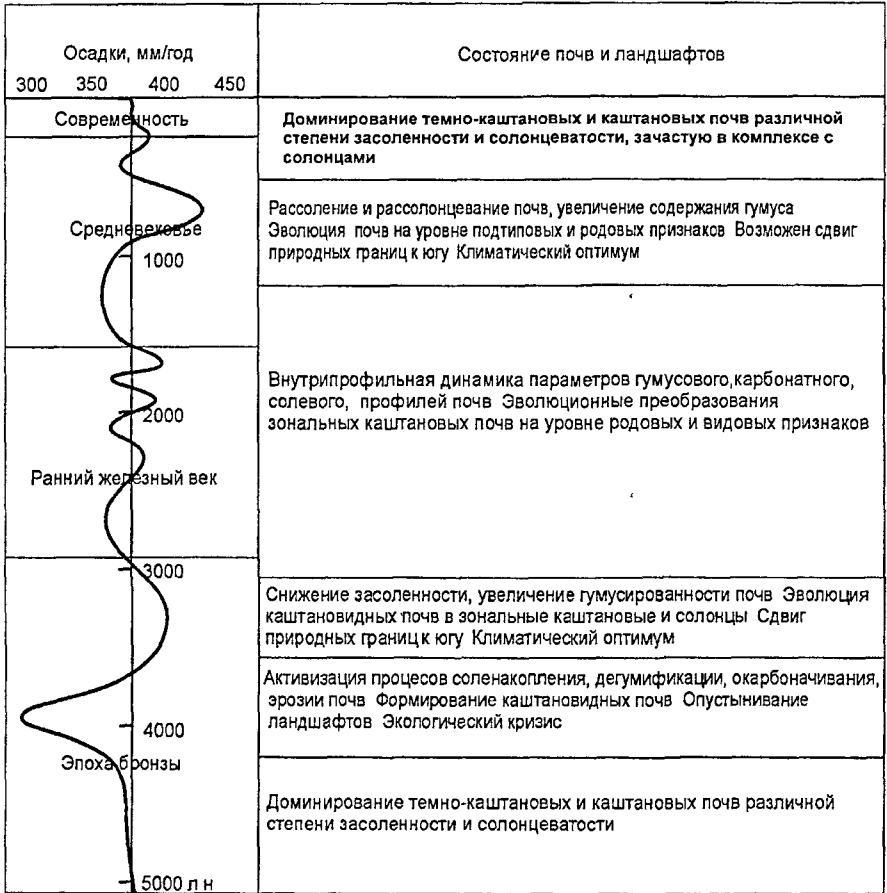 Осадки, мм/год
300 350 400 450
Состояние почв и ландшафтов
Современность
Доминирование темно-каштановых и каштановых почв различной
степени засоленности и солонцеватости, зачастую в комплексе с
солонцами
Рассоление и рассолонцевание почв, увеличение содержания гумуса
Эволюция почв на уровне подтиповых и родовых признаков Возможен сдвиг
природных границ к югу Климатический оптимум
Средневековье
1000
Внутрипрофильная динамика параметров гумусового, карбонатного,
солевого, профилей почв Эволюционные преобразования
зональных каштановых почв на уровне родовых и видовых признаков
2000
Ранний железный век
3000
Снижение засоленности, увеличение гумусированности почв Эволюция
каштановидных почв в зональные каштановые и солонцы Сдвиг
природных границ к югу Климатический оптимум
Активизация процессов соленакопления, дегумификации, окарбоначивания,
эрозии почв Формирование каштановидных почв Опустынивание
ландшафтов Экологический кризис
4000
Эпоха бронзы
Доминирование темно-каштановых и каштановых почв различной
степени засоленности и солонцеватости
5000 л н